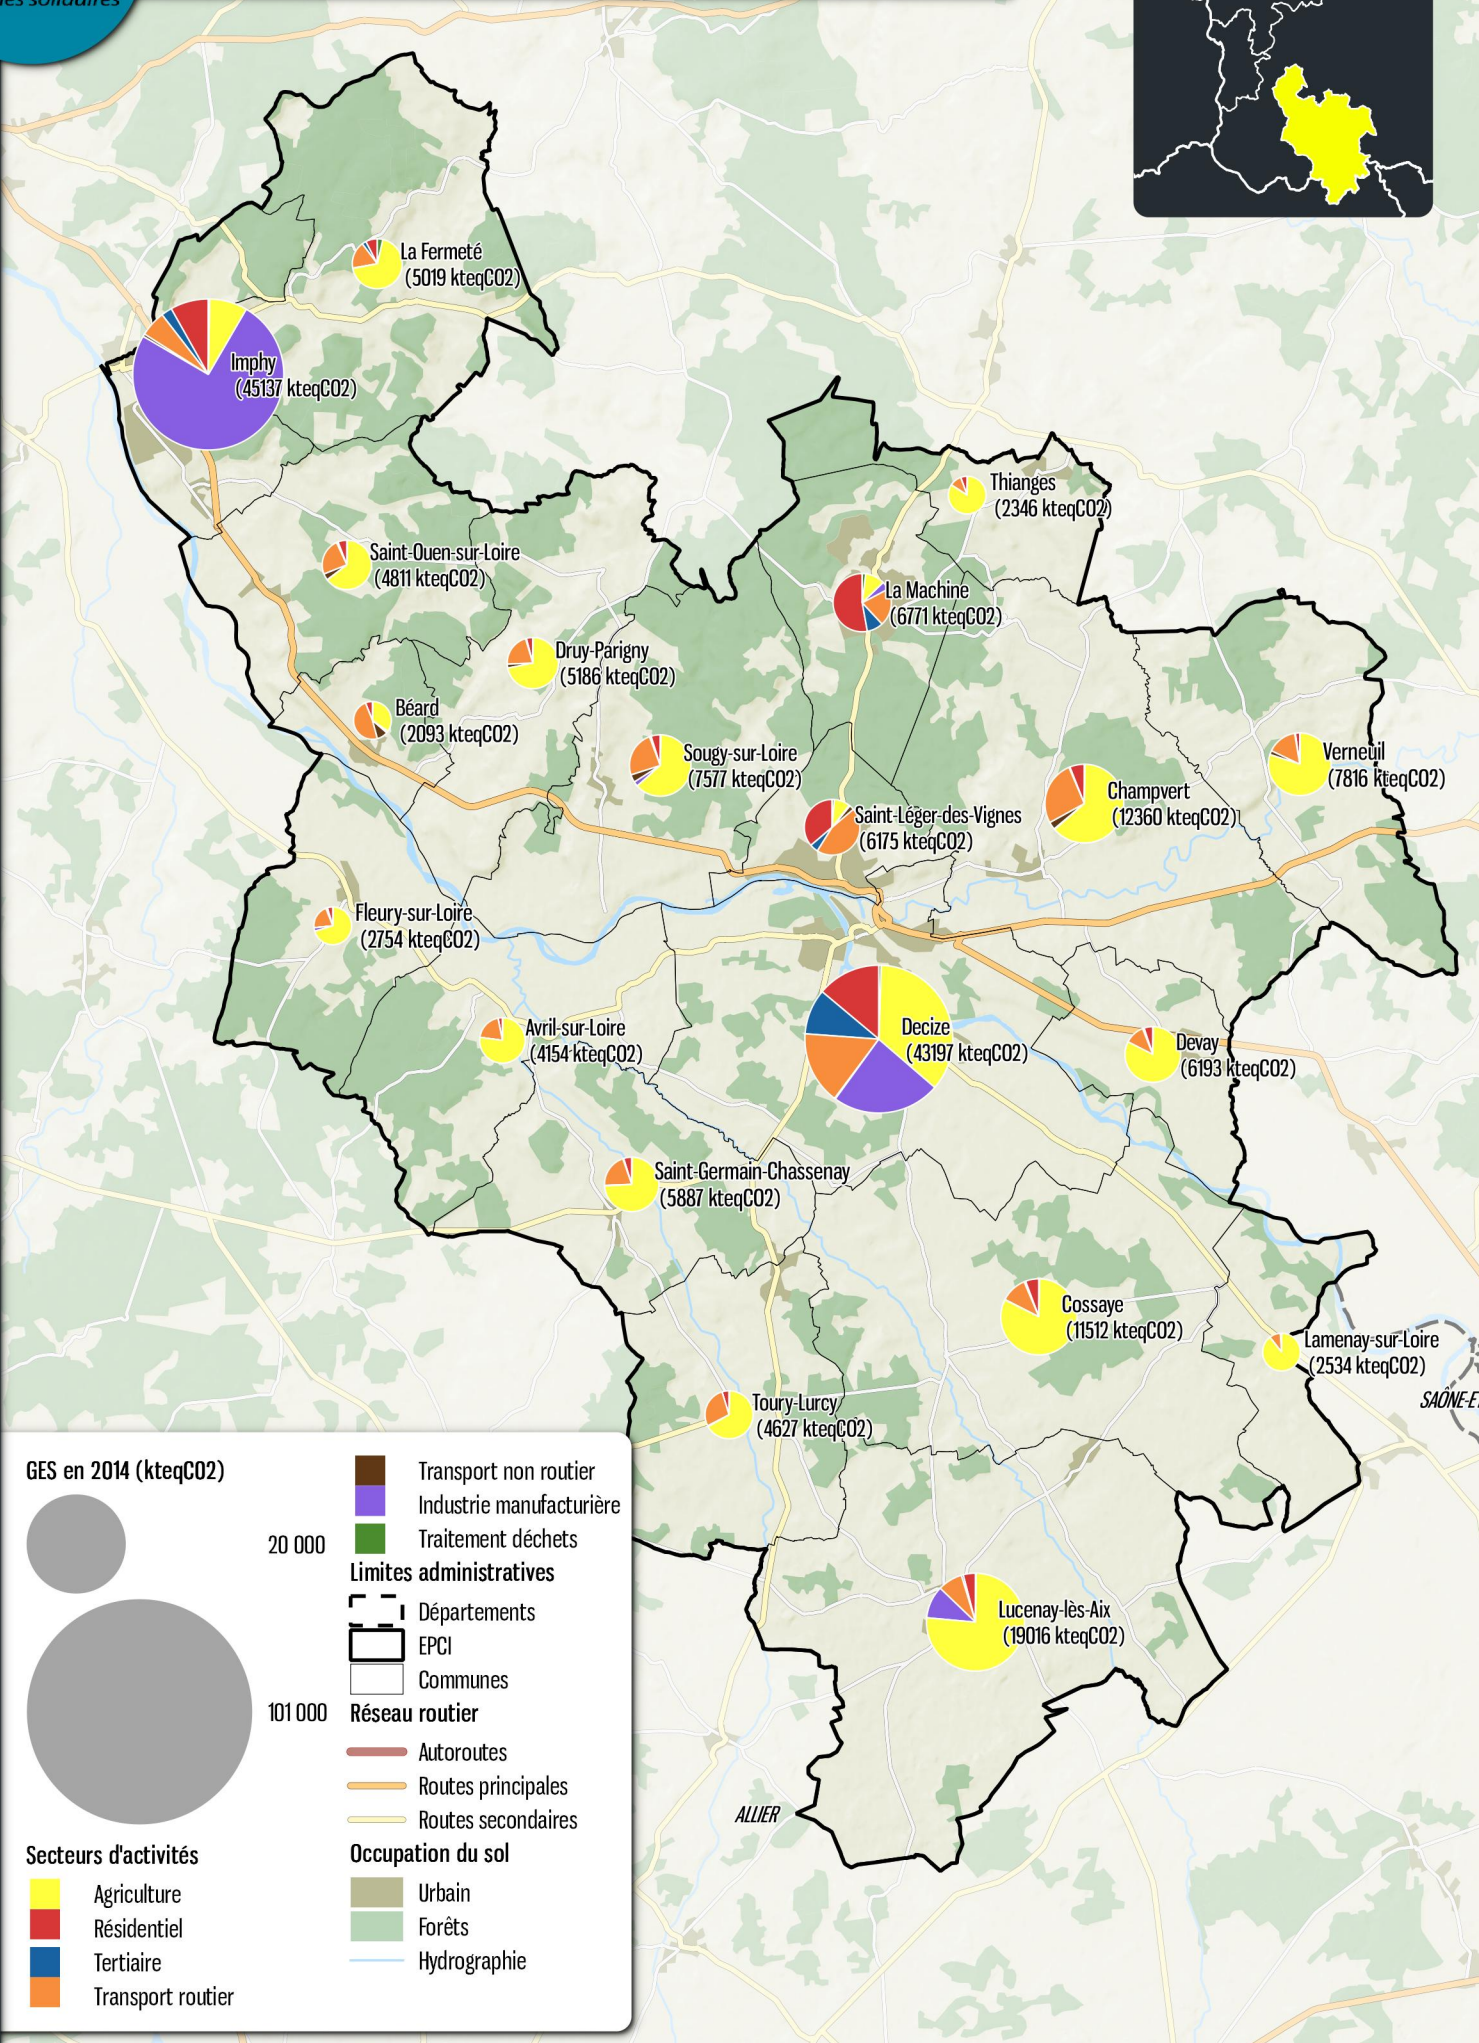 les solidaires
La Fermeté
(5019 kteqCO2)
Imphy
(45137 kteqCO2)
Thianges
(2346 kteqCO2)
Saint-Ouen-sur-Loire
(4811 kteqCO2)
La Machine
(6771 kteqCO2)
Druy-Parigny
(5186 kteqCO2)
Béard
(2093 kteqCO2)
Sougy-sur-Loire
(7577 kteqCO2)
Verneuil
(7816 kteqCO2)
Champvert
(12360 kteqCO2)
Saint-Léger-des-Vignes
(6175 kteqCO2)
Fleury-sur-Loire
(2754 kteqCO2)
Avril-sur-Loire
(4154 kteqCO2)
Decize
(43197 kteqCO2)
Devay
(6193 kteqCO2)
Saint-Germain-Chassenay
(5887 kteqCO2)
Cossaye
(11512 kteqCO2)
Lamenay-sur-Loire
(2534 kteqCO2)
SAÔNE-E
Toury-Lurcy
(4627 kteqCO2)
Lucenay-lès-Aix
(19016 kteqCO2)
ALLIER
GES en 2014 (kteqCO2)
20 000
101 000
Secteurs d'activités
Agriculture
Résidentiel
Tertiaire
Transport routier
Transport non routier
Industrie manufacturière
Traitement déchets
Limites administratives
Départements
EPCI
Communes
Réseau routier
Autoroutes
Routes principales
Routes secondaires
Occupation du sol
Urbain
Forêts
Hydrographie